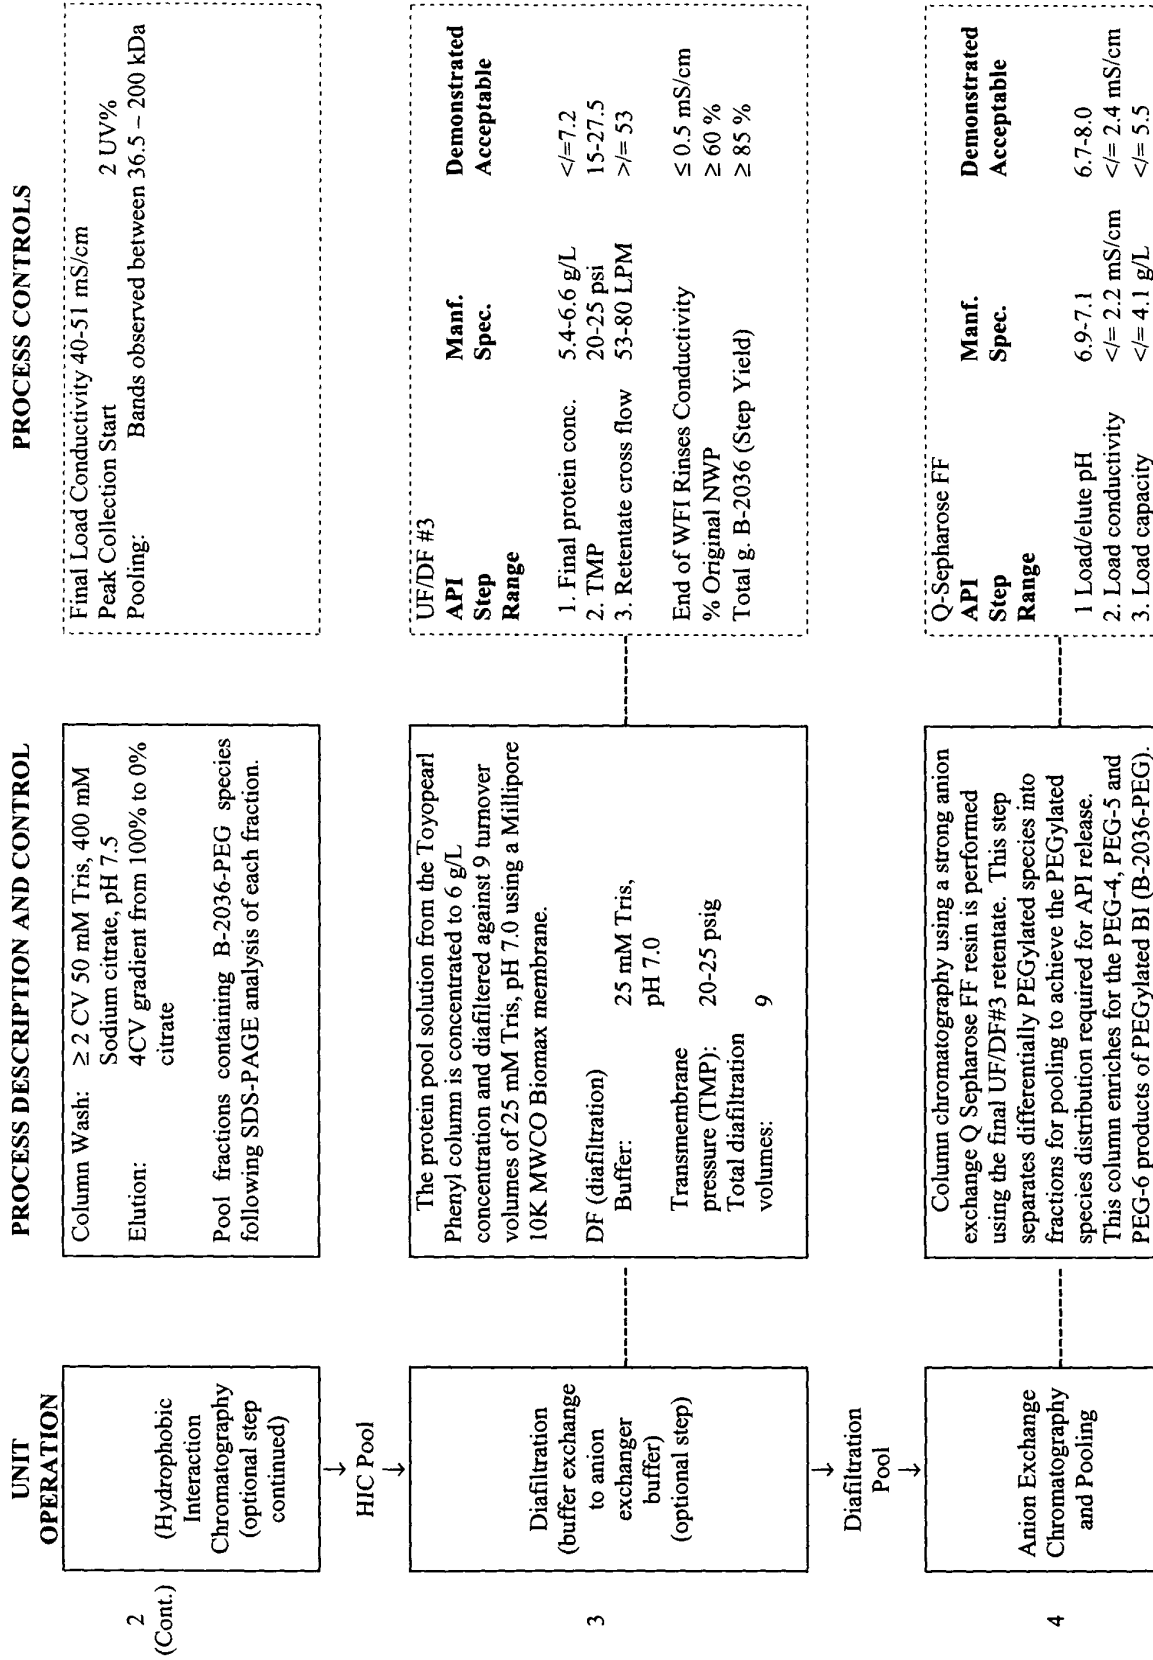 UNIT
OPERATION
PROCESS DESCRIPTION AND CONTROL
PROCESS CONTROLS
2
(Cont.)
(Hydrophobic
Interaction
Chromatography
(optional step
continued)
Column Wash: ≥ 2 CV 50 mM Tris, 400 mM
Sodium citrate, pH 7.5
Elution: 4CV gradient from 100% to 0%
citrate
Pool fractions containing B-2036-PEG species
following SDS-PAGE analysis of each fraction.
Final Load Conductivity 40-51 mS/cm
Peak Collection Start 2 UV%
Pooling: Bands observed between 36.5 – 200 kDa
↓
HIC Pool
↓
3
Diafiltration
(buffer exchange
to anion
exchanger
buffer)
(optional step)
The protein pool solution from the Toyopearl
Phenyl column is concentrated to 6 g/L
concentration and diafiltered against 9 turnover
volumes of 25 mM Tris, pH 7.0 using a Millipore
10K MWCO Biomax membrane.
DF (diafiltration)
Buffer: 25 mM Tris,
pH 7.0
Transmembrane
pressure (TMP): 20-25 psig
Total diafiltration
volumes: 9
UF/DF #3
API Manf. Demonstrated
Step Spec. Acceptable
Range
1. Final protein conc. 5.4-6.6 g/L </=7.2
2. TMP 20-25 psi 15-27.5
3. Retentate cross flow 53-80 LPM >/= 53
End of WFI Rinses Conductivity ≤ 0.5 mS/cm
% Original NWP ≥ 60 %
Total g. B-2036 (Step Yield) ≥ 85 %
↓
Diafiltration
Pool
↓
4
Anion Exchange
Chromatography
and Pooling
Column chromatography using a strong anion
exchange Q Sepharose FF resin is performed
using the final UF/DF#3 retentate. This step
separates differentially PEGylated species into
fractions for pooling to achieve the PEGylated
species distribution required for API release.
This column enriches for the PEG-4, PEG-5 and
PEG-6 products of PEGylated BI (B-2036-PEG).
Q-Sepharose FF
API Manf. Demonstrated
Step Spec. Acceptable
Range
1 Load/elute pH 6.9-7.1 6.7-8.0
2. Load conductivity </= 2.2 mS/cm </= 2.4 mS/cm
3. Load capacity </= 4.1 g/L </= 5.5